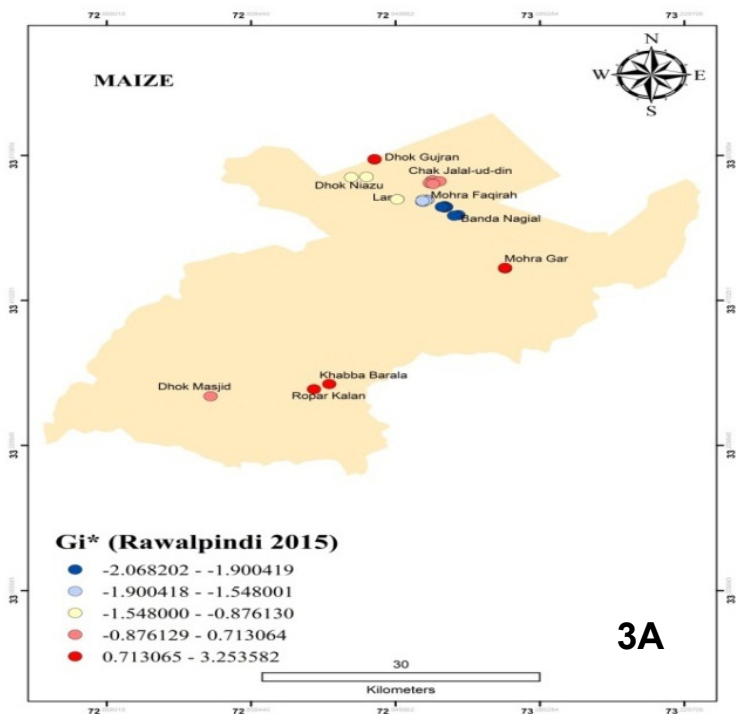 72 72 72 73 73
N
W E
S
MAIZE
33
33
33
33
33
33
33
33
Dhok Gujran
Chak Jalal-ud-din
Dhok Niazu
Mohra Faqirah
Banda Nagial
Mohra Gar
Khabba Barala
Dhok Masjid
Ropar Kalan
Gi* (Rawalpindi 2015)
-2.068202 - -1.900419
-1.900418 - -1.548001
-1.548000 - -0.876130
-0.876129 - 0.713064
0.713065 - 3.253582
3A
30
Kilometers
72 72 72 73 73